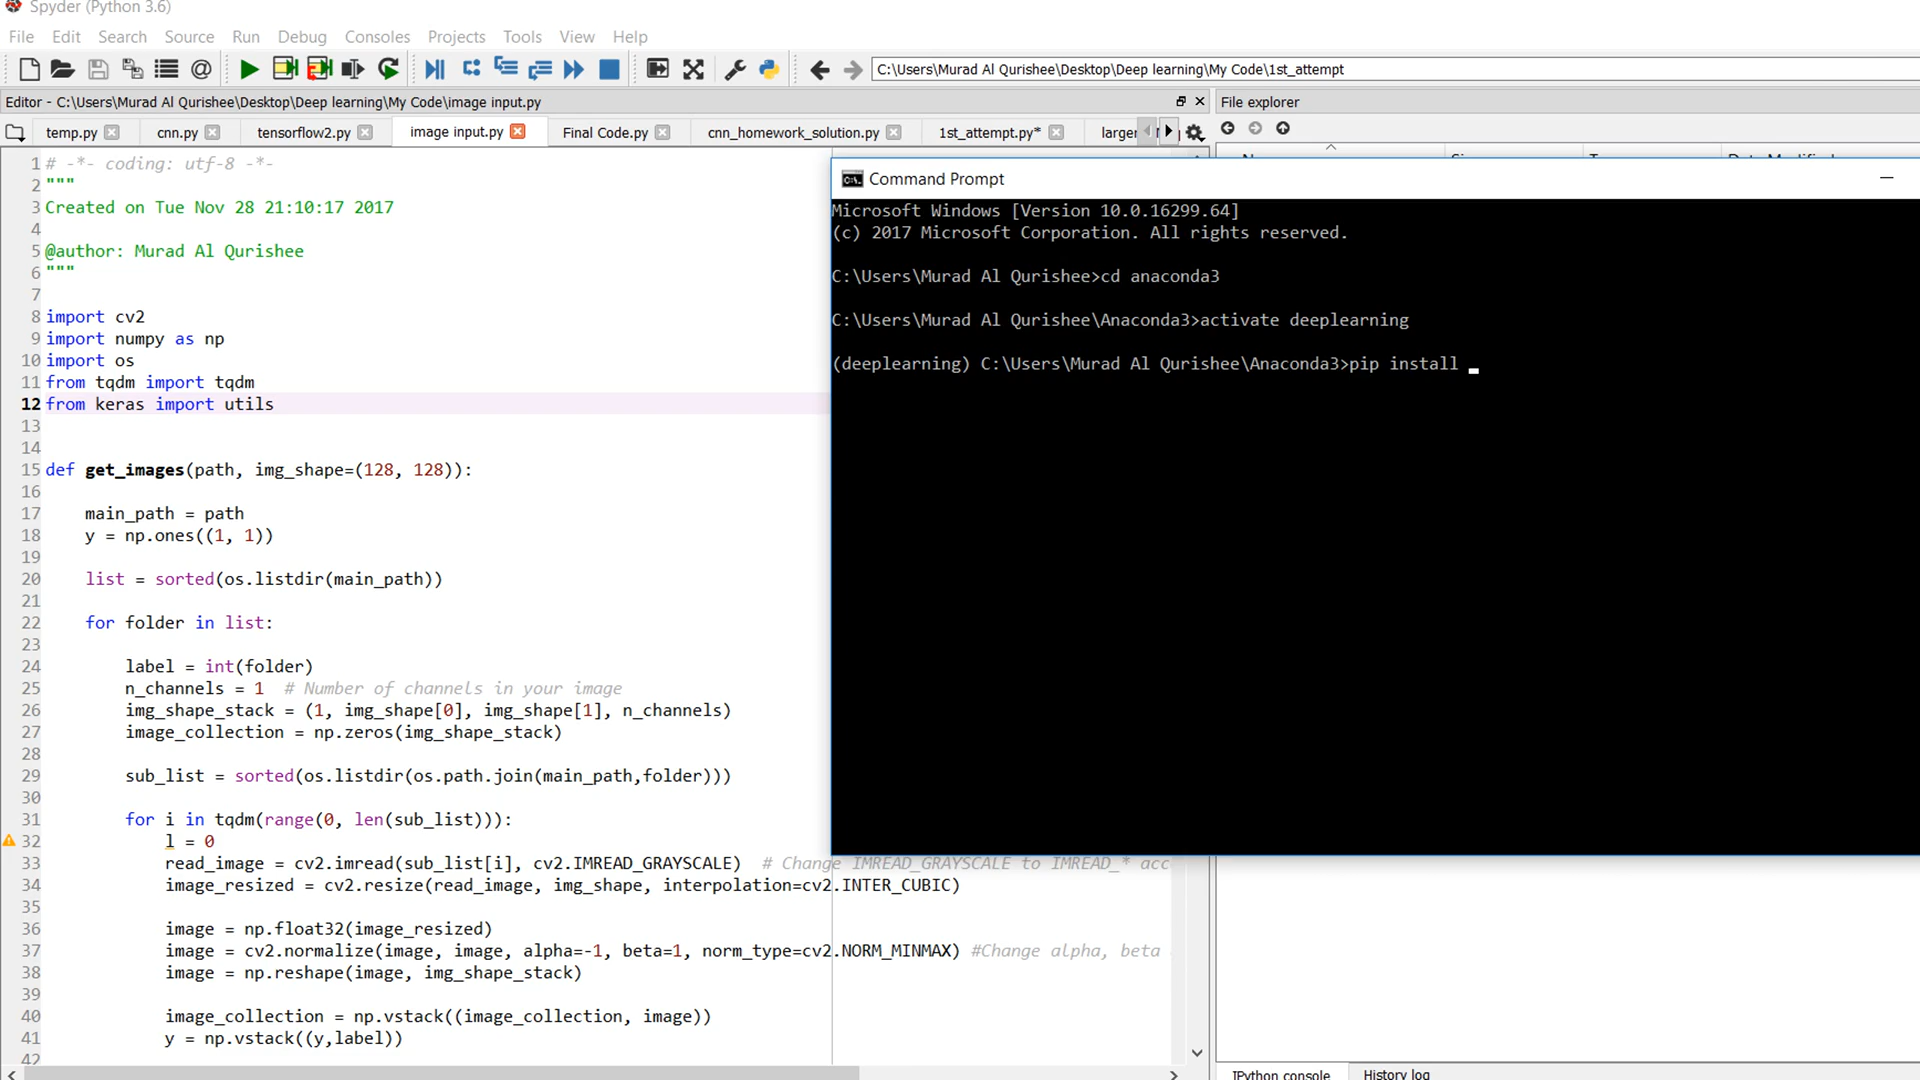 Spyder (Python 3.6)
File Edit Search Source Run Debug Consoles Projects Tools View Help
C:\Users\Murad Al Qurishee\Desktop\Deep learning\My Code\1st_attempt
Editor - C:\Users\Murad Al Qurishee\Desktop\Deep learning\My Code\image input.py
File explorer
temp.py cnn.py tensorflow2.py image input.py Final Code.py cnn_homework_solution.py 1st_attempt.py* larger
1 # -*- coding: utf-8 -*-
2 """
3 Created on Tue Nov 28 21:10:17 2017
4
5 @author: Murad Al Qurishee
6 """
7
8 import cv2
9 import numpy as np
10 import os
11 from tqdm import tqdm
12 from keras import utils
13
14
15 def get_images(path, img_shape=(128, 128)):
16
17 main_path = path
18 y = np.ones((1, 1))
19
20 list = sorted(os.listdir(main_path))
21
22 for folder in list:
23
24 label = int(folder)
25 n_channels = 1 # Number of channels in your image
26 img_shape_stack = (1, img_shape[0], img_shape[1], n_channels)
27 image_collection = np.zeros(img_shape_stack)
28
29 sub_list = sorted(os.listdir(os.path.join(main_path,folder)))
30
31 for i in tqdm(range(0, len(sub_list))):
32 l = 0
33 read_image = cv2.imread(sub_list[i], cv2.IMREAD_GRAYSCALE) # Change IMREAD_GRAYSCALE to IMREAD_* acc
34 image_resized = cv2.resize(read_image, img_shape, interpolation=cv2.INTER_CUBIC)
35
36 image = np.float32(image_resized)
37 image = cv2.normalize(image, image, alpha=-1, beta=1, norm_type=cv2.NORM_MINMAX) #Change alpha, beta
38 image = np.reshape(image, img_shape_stack)
39
40 image_collection = np.vstack((image_collection, image))
41 y = np.vstack((y,label))
42
Command Prompt
Microsoft Windows [Version 10.0.16299.64]
(c) 2017 Microsoft Corporation. All rights reserved.
C:\Users\Murad Al Qurishee>cd anaconda3
C:\Users\Murad Al Qurishee\Anaconda3>activate deeplearning
(deeplearning) C:\Users\Murad Al Qurishee\Anaconda3>pip install
IPython console History log